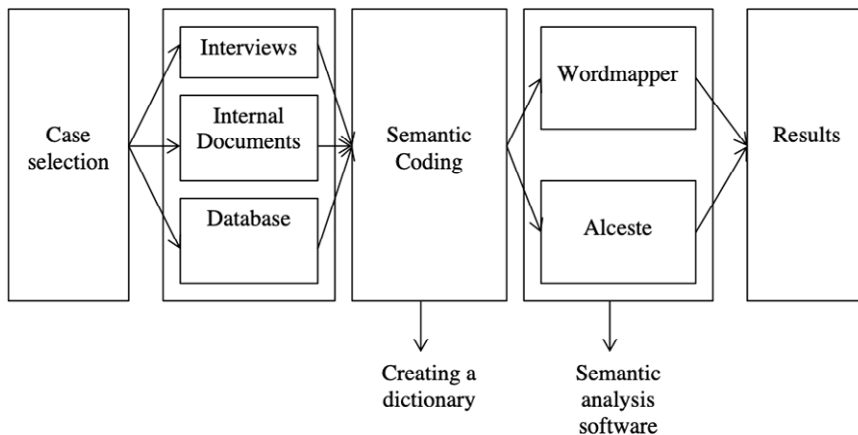 Case
selection
Interviews
Internal
Documents
Database
Semantic
Coding
Wordmapper
Alceste
Results
Creating a
dictionary
Semantic
analysis
software